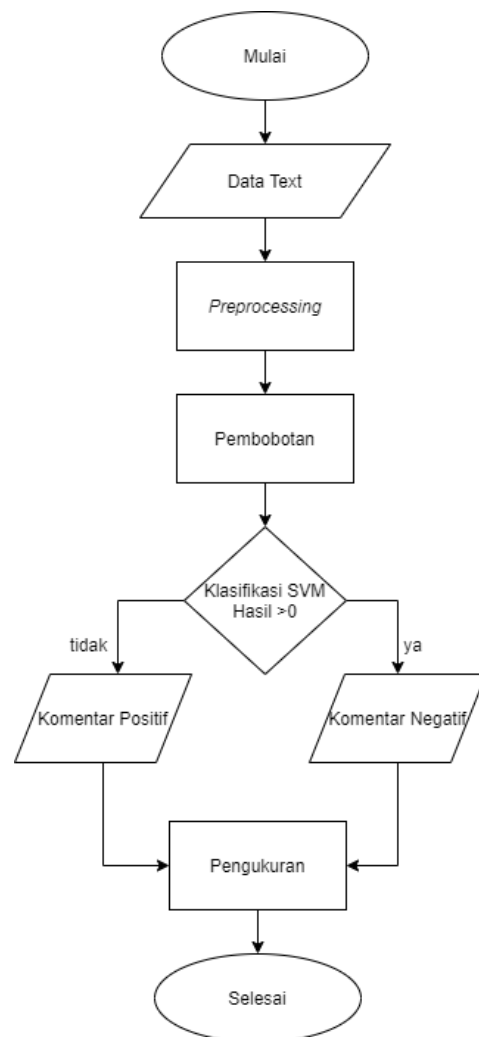 Mulai
Data Text
Preprocessing
Pembobotan
Klasifikasi SVM
Hasil >0
tidak
ya
Komentar Positif
Komentar Negatif
Pengukuran
Selesai